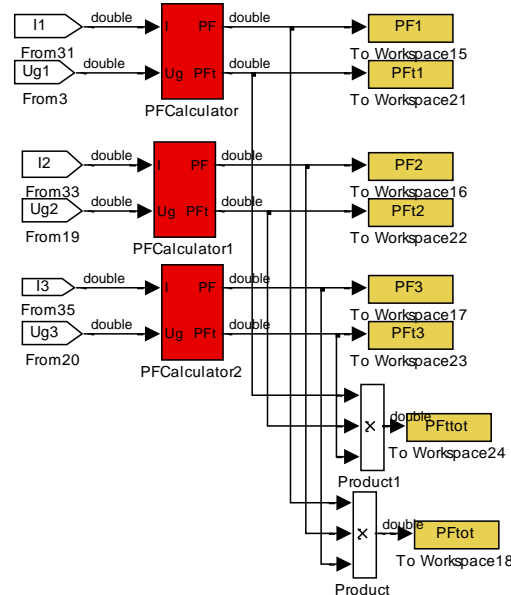 I1 double I PF PF1
From31 To Workspace15
Ug1 double Ug PFt double PFt1
From3 PFCalculator To Workspace21
I2 double I PF double PF2
From33 To Workspace16
Ug2 double Ug PFt double PFt2
From19 PFCalculator1 To Workspace22
I3 double I PF double PF3
From35 To Workspace17
Ug3 double Ug PFt double PFt3
From20 PFCalculator2 To Workspace23
× double PFttot
Product1 To Workspace24
× double PFtot
Product To Workspace18
double